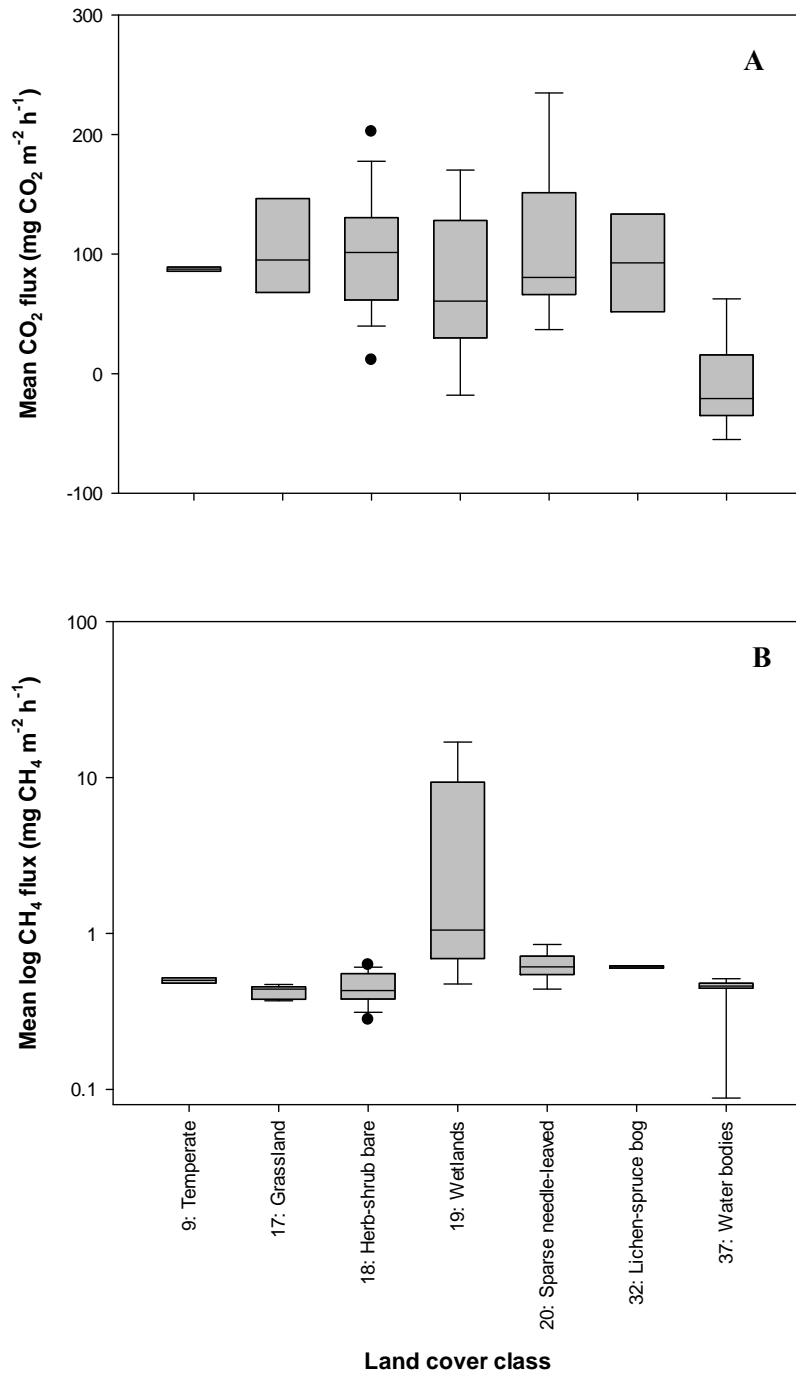 A
Mean CO₂ flux (mg CO₂ m⁻² h⁻¹)
300
200
100
0
-100
B
Mean log CH₄ flux (mg CH₄ m⁻² h⁻¹)
100
10
1
0.1
9: Temperate
17: Grassland
18: Herb-shrub bare
19: Wetlands
20: Sparse needle-leaved
32: Lichen-spruce bog
37: Water bodies
Land cover class